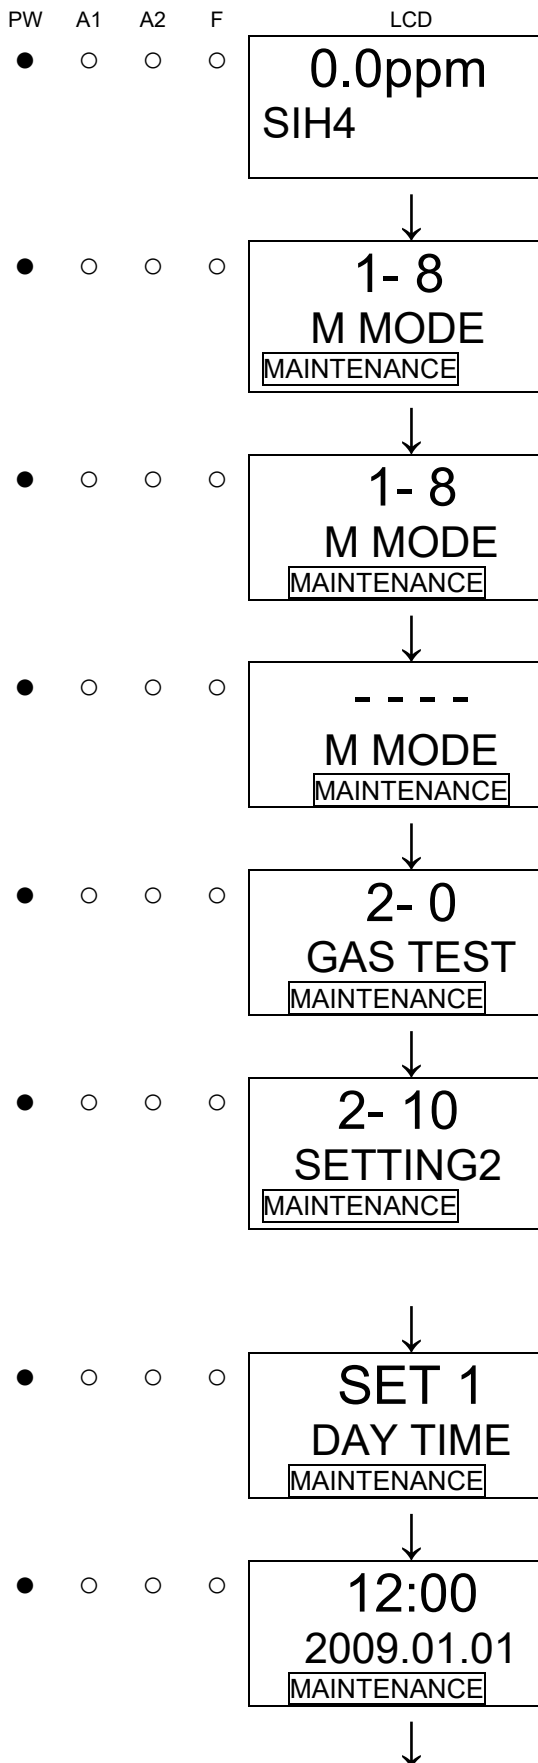 PW A1 A2 F LCD
● ○ ○ ○ 0.0ppm
SIH4
↓
● ○ ○ ○ 1- 8
M MODE
MAINTENANCE
↓
● ○ ○ ○ 1- 8
M MODE
MAINTENANCE
↓
● ○ ○ ○ - - - -
M MODE
MAINTENANCE
↓
● ○ ○ ○ 2- 0
GAS TEST
MAINTENANCE
↓
● ○ ○ ○ 2- 10
SETTING2
MAINTENANCE
↓
● ○ ○ ○ SET 1
DAY TIME
MAINTENANCE
↓
● ○ ○ ○ 12:00
2009.01.01
MAINTENANCE
↓